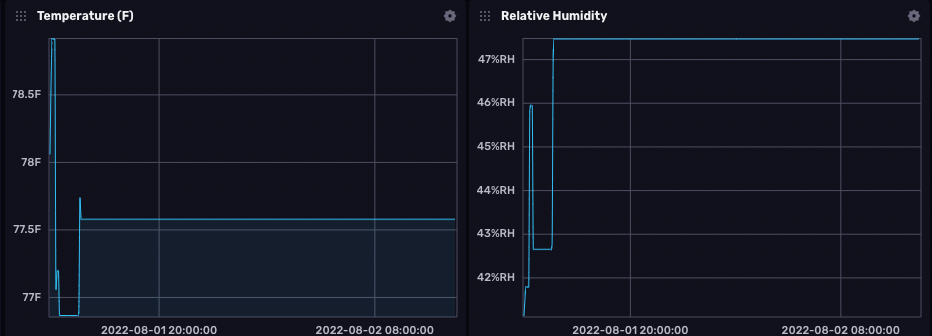 Temperature (F)
78.5F
78F
77.5F
77F
2022-08-01 20:00:00
2022-08-02 08:00:00
Relative Humidity
47%RH
46%RH
45%RH
44%RH
43%RH
42%RH
2022-08-01 20:00:00
2022-08-02 08:00:00